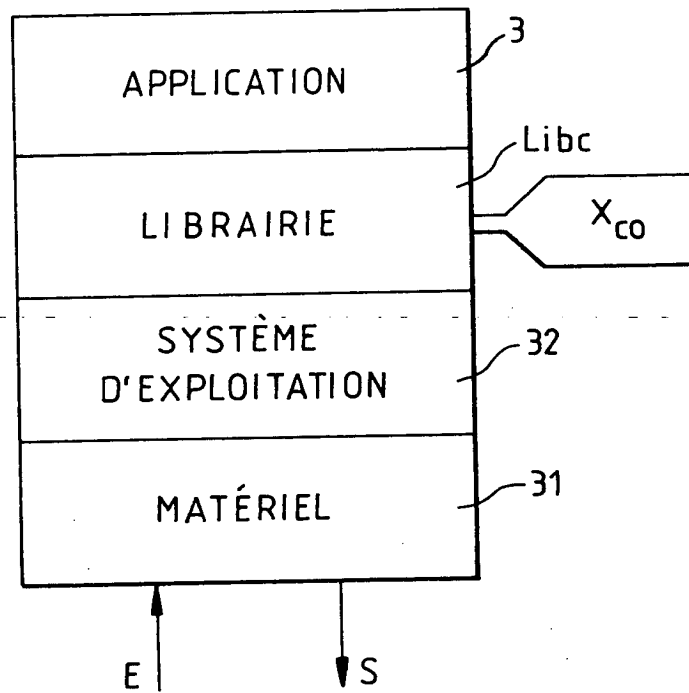 3
APPLICATION
Libc
LIBRAIRIE
X_co
SYSTÈME
D'EXPLOITATION
32
MATÉRIEL
31
E
S